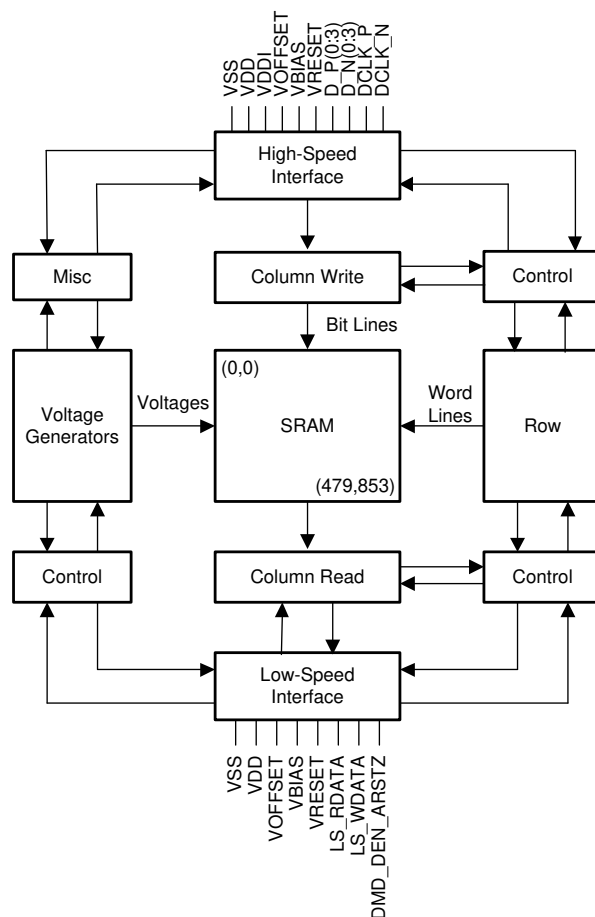 VSS
VDD
VDDI
VOFFSET
VBIAS
VRESET
D_P(0:3)
D_N(0:3)
DCLK_P
DCLK_N
High-Speed
Interface
Misc
Column Write
Control
Bit Lines
Voltage
Generators
Voltages
(0,0)
SRAM
(479,853)
Word
Lines
Row
Control
Column Read
Control
Low-Speed
Interface
VSS
VDD
VOFFSET
VBIAS
VRESET
LS_RDATA
LS_WDATA
DMD_DEN_ARSTZ